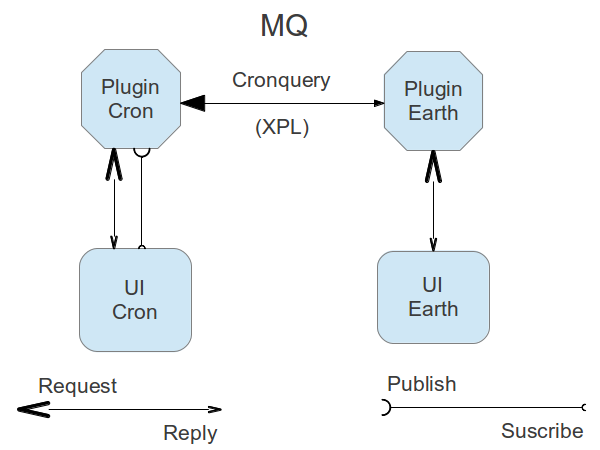 MQ
Plugin
Cron
Cronquery
(XPL)
Plugin
Earth
UI
Cron
UI
Earth
Request
Reply
Publish
Suscribe